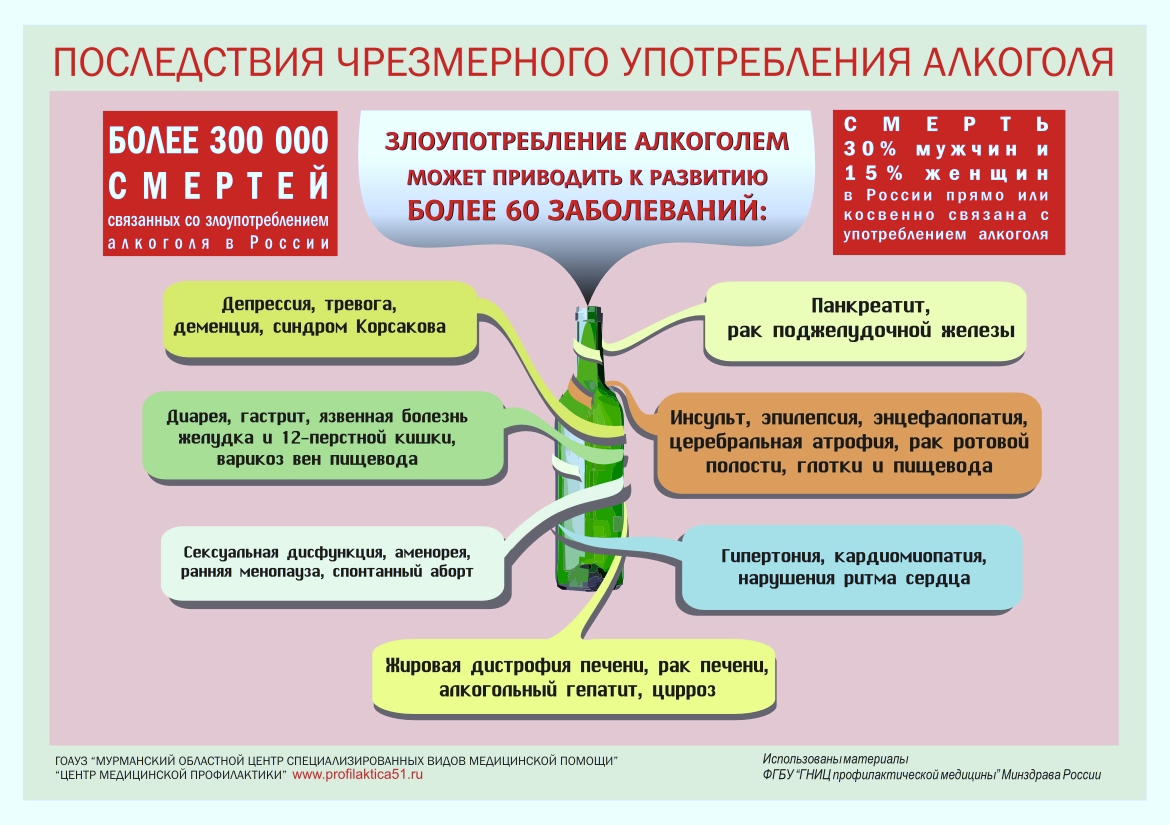 ПОСЛЕДСТВИЯ ЧРЕЗМЕРНОГО УПОТРЕБЛЕНИЯ АЛКОГОЛЯ
БОЛЕЕ 300 000
СМЕРТЕЙ
связанных со злоупотреблением
алкоголя в России
ЗЛОУПОТРЕБЛЕНИЕ АЛКОГОЛЕМ
МОЖЕТ ПРИВОДИТЬ К РАЗВИТИЮ
БОЛЕЕ 60 ЗАБОЛЕВАНИЙ:
СМЕРТЬ
30% мужчин и
15% женщин
в России прямо или
косвенно связана с
употреблением алкоголя
Депрессия, тревога,
деменция, синдром Корсакова
Панкреатит,
рак поджелудочной железы
Диарея, гастрит, язвенная болезнь
желудка и 12-перстной кишки,
варикоз вен пищевода
Инсульт, эпилепсия, энцефалопатия,
церебральная атрофия, рак ротовой
полости, глотки и пищевода
Сексуальная дисфункция, аменорея,
ранняя менопауза, спонтанный аборт
Гипертония, кардиомиопатия,
нарушения ритма сердца
Жировая дистрофия печени, рак печени,
алкогольный гепатит, цирроз
ГОАУЗ “МУРМАНСКИЙ ОБЛАСТНОЙ ЦЕНТР СПЕЦИАЛИЗИРОВАННЫХ ВИДОВ МЕДИЦИНСКОЙ ПОМОЩИ”
“ЦЕНТР МЕДИЦИНСКОЙ ПРОФИЛАКТИКИ” www.profilaktica51.ru
Использованы материалы
ФГБУ “ГНИЦ профилактической медицины” Минздрава России